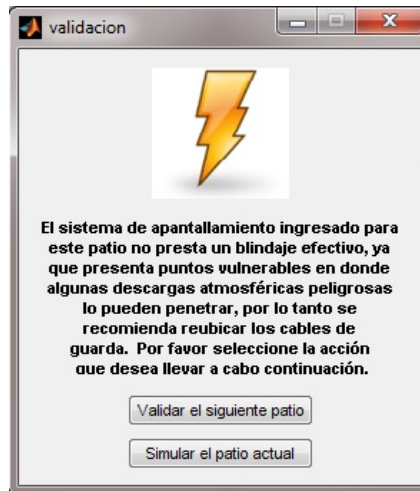 validacion
El sistema de apantallamiento ingresado para
este patio no presta un blindaje efectivo, ya
que presenta puntos vulnerables en donde
algunas descargas atmosféricas peligrosas
lo pueden penetrar, por lo tanto se
recomienda reubicar los cables de
guarda. Por favor seleccione la acción
que desea llevar a cabo continuación.
Validar el siguiente patio
Simular el patio actual